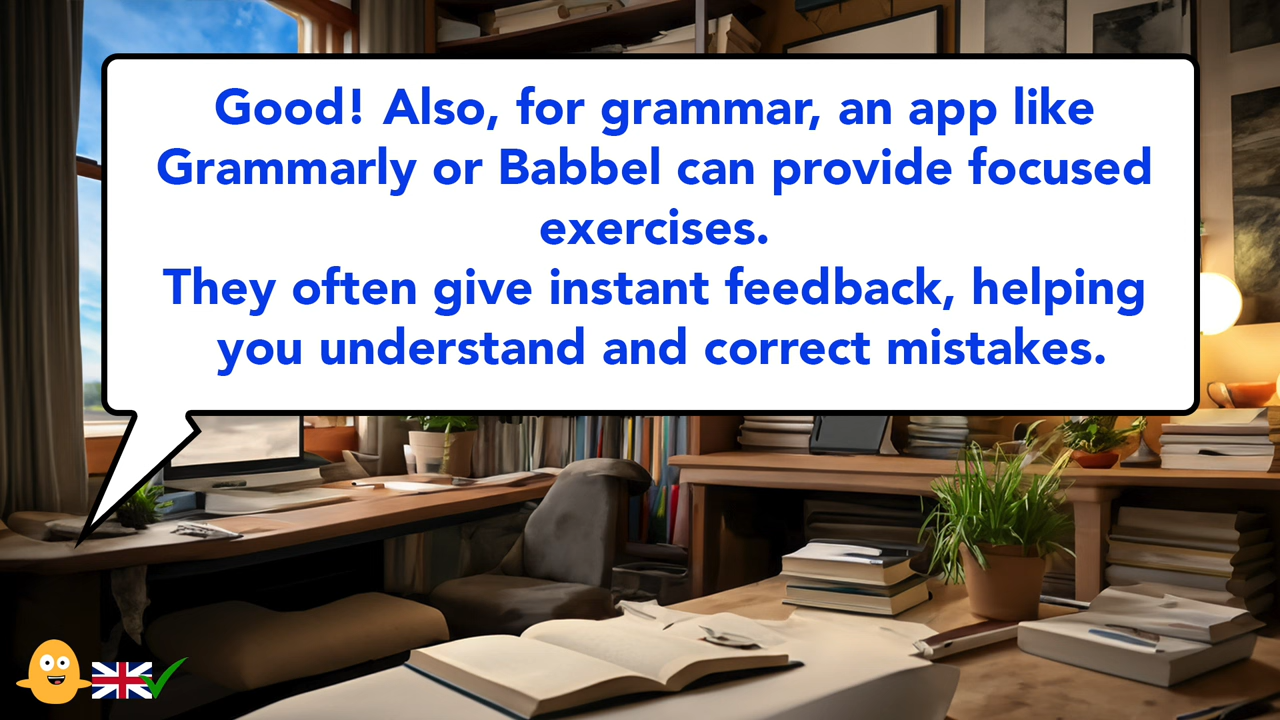 Good! Also, for grammar, an app like
Grammarly or Babbel can provide focused
exercises.
They often give instant feedback, helping
you understand and correct mistakes.